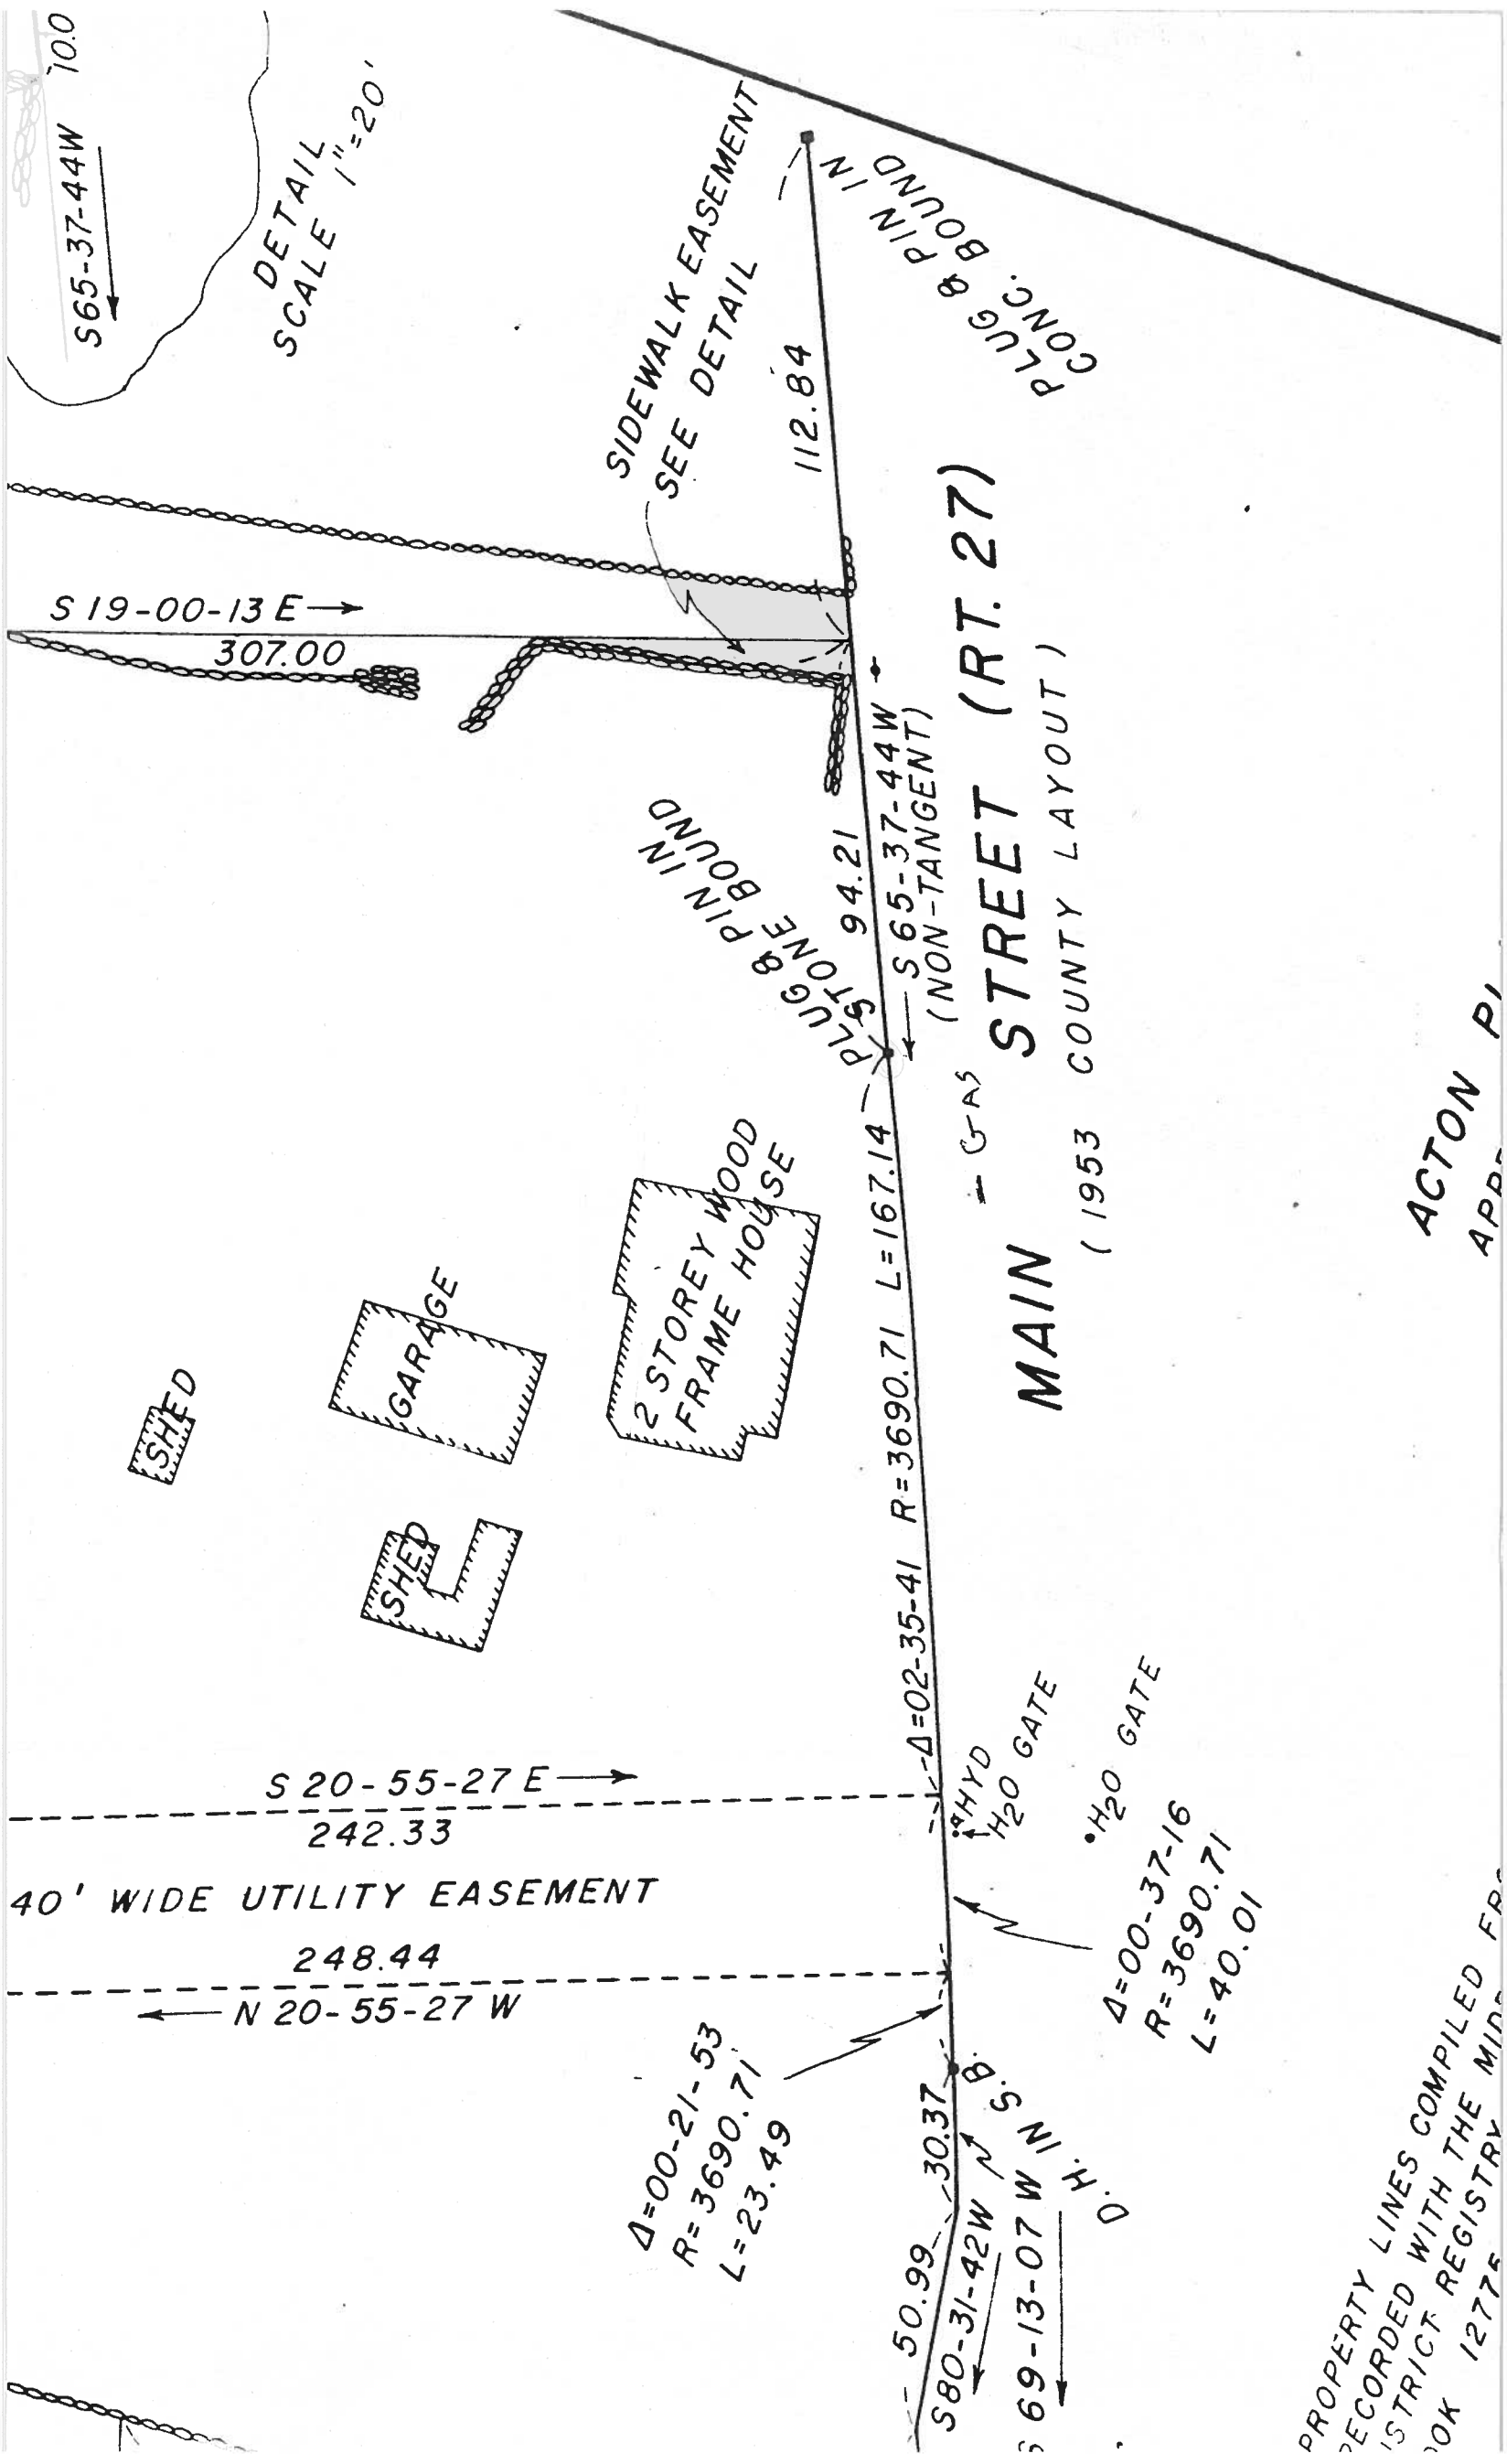 10.0
S65-37-44W
DETAIL
SCALE 1"=20'
SIDEWALK EASEMENT
SEE DETAIL
PLUG & PIN IN
CONC. BOUND
112.84
S 19-00-13 E
307.00
PLUG & PIN IN
STONE BOUND
94.21
S 65-37-44W
(NON-TANGENT)
MAIN STREET (RT. 27)
(1953 COUNTY LAYOUT)
GAS
SHED
GARAGE
2 STOREY WOOD
FRAME HOUSE
SHED
Δ=02-35-41 R=3690.71 L=167.14
S 20-55-27 E
242.33
40' WIDE UTILITY EASEMENT
248.44
N 20-55-27 W
HYD
H2O GATE
H2O GATE
Δ=00-37-16
R=3690.71
L=40.01
Δ=00-21-53
R=3690.71
L=23.49
30.37
D.H. IN S.B.
50.99
S80-31-42W
69-13-07 W
ACTON
PROPERTY LINES COMPILED
RECORDED WITH THE
ISTRICT REGISTRY
OK